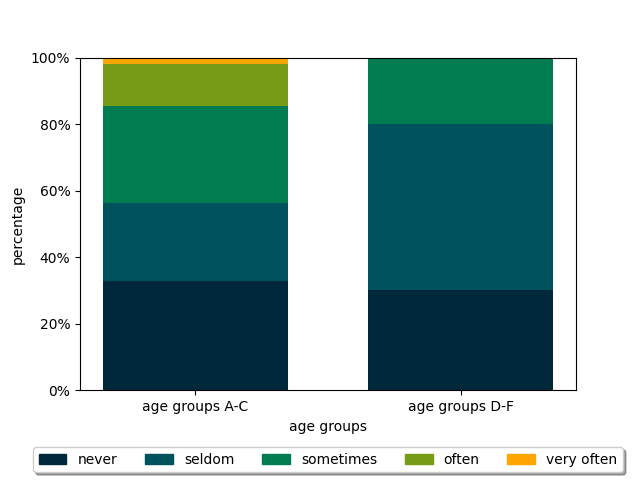 100%
80%
60%
40%
20%
0%
percentage
age groups A-C
age groups D-F
age groups
never
seldom
sometimes
often
very often